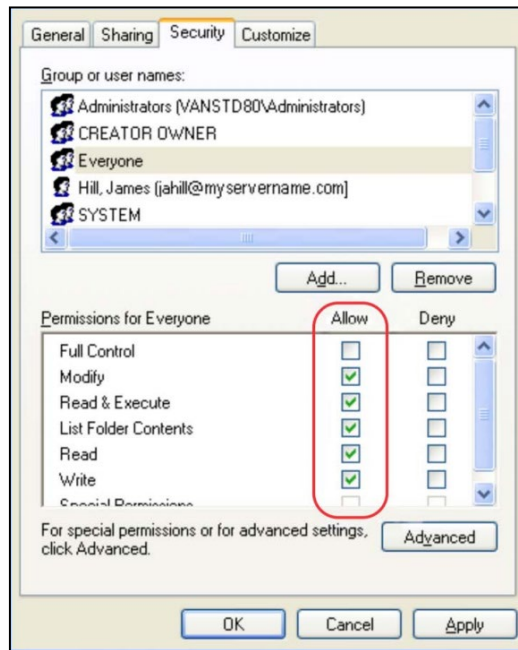 General Sharing Security Customize
Group or user names:
Administrators (VANSTD80\Administrators)
CREATOR OWNER
Everyone
Hill, James [jahill@myservername.com]
SYSTEM
Add... Remove
Permissions for Everyone Allow Deny
Full Control
Modify
Read & Execute
List Folder Contents
Read
Write
Special Permissions
For special permissions or for advanced settings, Advanced
click Advanced.
OK Cancel Apply